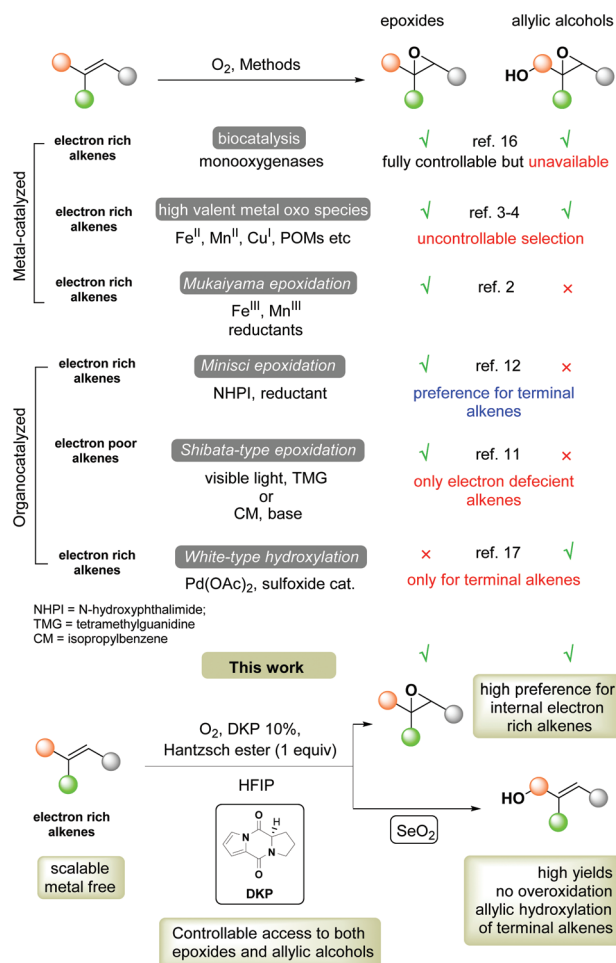 epoxides allylic alcohols
O₂, Methods
O
HO O
Metal-catalyzed
electron rich
alkenes
biocatalysis
monooxygenases
√ ref. 16 √
fully controllable but unavailable
electron rich
alkenes
high valent metal oxo species
Feᴵᴵ, Mnᴵᴵ, Cuᴵ, POMs etc
√ ref. 3-4 √
uncontrollable selection
electron rich
alkenes
Mukaiyama epoxidation
Feᴵᴵᴵ, Mnᴵᴵᴵ
reductants
√ ref. 2 ×
Organocatalyzed
electron rich
alkenes
Minisci epoxidation
NHPI, reductant
√ ref. 12 ×
preference for terminal
alkenes
electron poor
alkenes
Shibata-type epoxidation
visible light, TMG
or
CM, base
√ ref. 11 ×
only electron defecient
alkenes
electron rich
alkenes
White-type hydroxylation
Pd(OAc)₂, sulfoxide cat.
× ref. 17 √
only for terminal alkenes
NHPI = N-hydroxyphthalimide;
TMG = tetramethylguanidine
CM = isopropylbenzene
This work
√ √
O
high preference for
internal electron
rich alkenes
O₂, DKP 10%,
Hantzsch ester (1 equiv)
HFIP
electron rich
alkenes
scalable
metal free
O
H
N
N
O
DKP
SeO₂
HO
Controllable access to both
epoxides and allylic alcohols
high yields
no overoxidation
allylic hydroxylation
of terminal alkenes